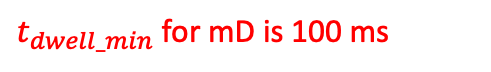 t_dwell_min for mD is 100 ms